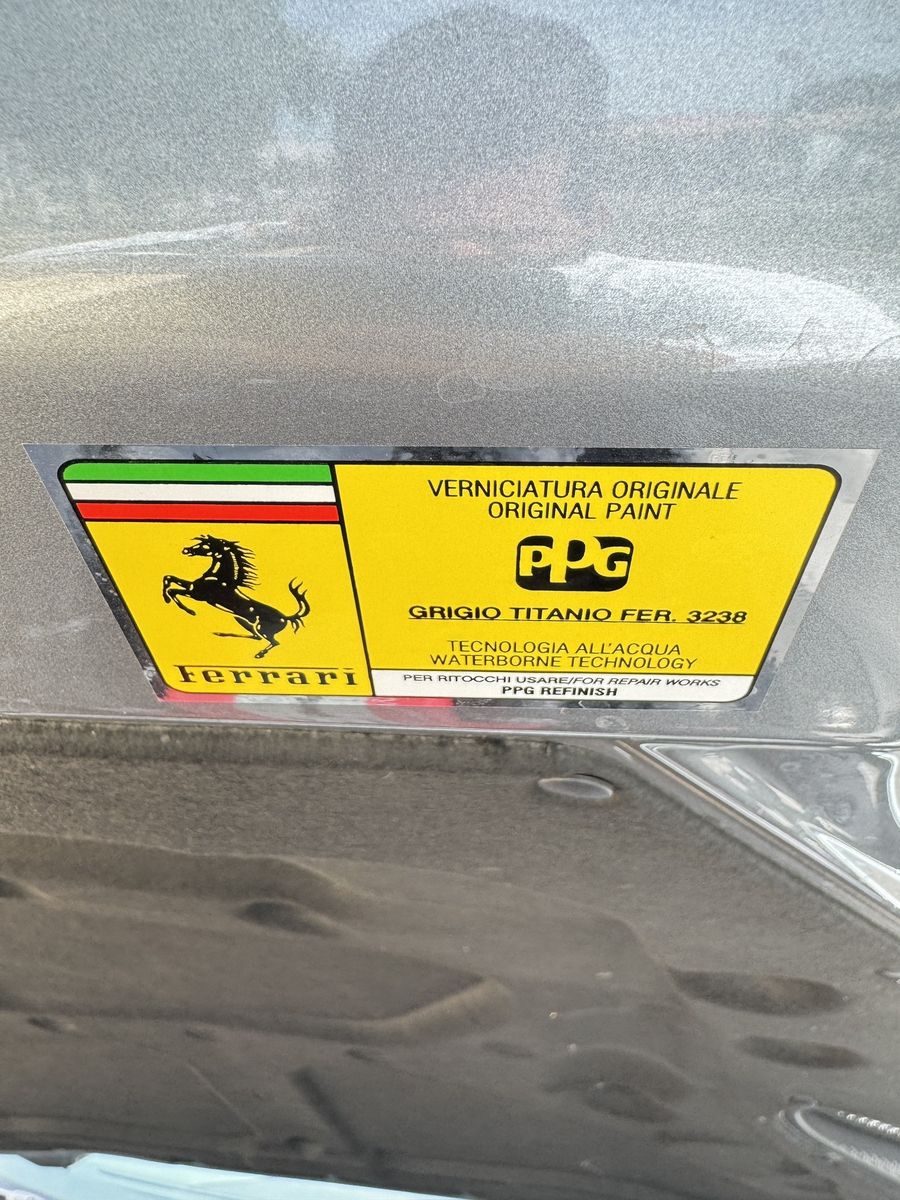 VERNICIATURA ORIGINALE
ORIGINAL PAINT
PPG
GRIGIO TITANIO FER. 3238
TECNOLOGIA ALL'ACQUA
WATERBORNE TECHNOLOGY
Ferrari
PER RITOCCHI USARE/FOR REPAIR WORKS
PPG REFINISH